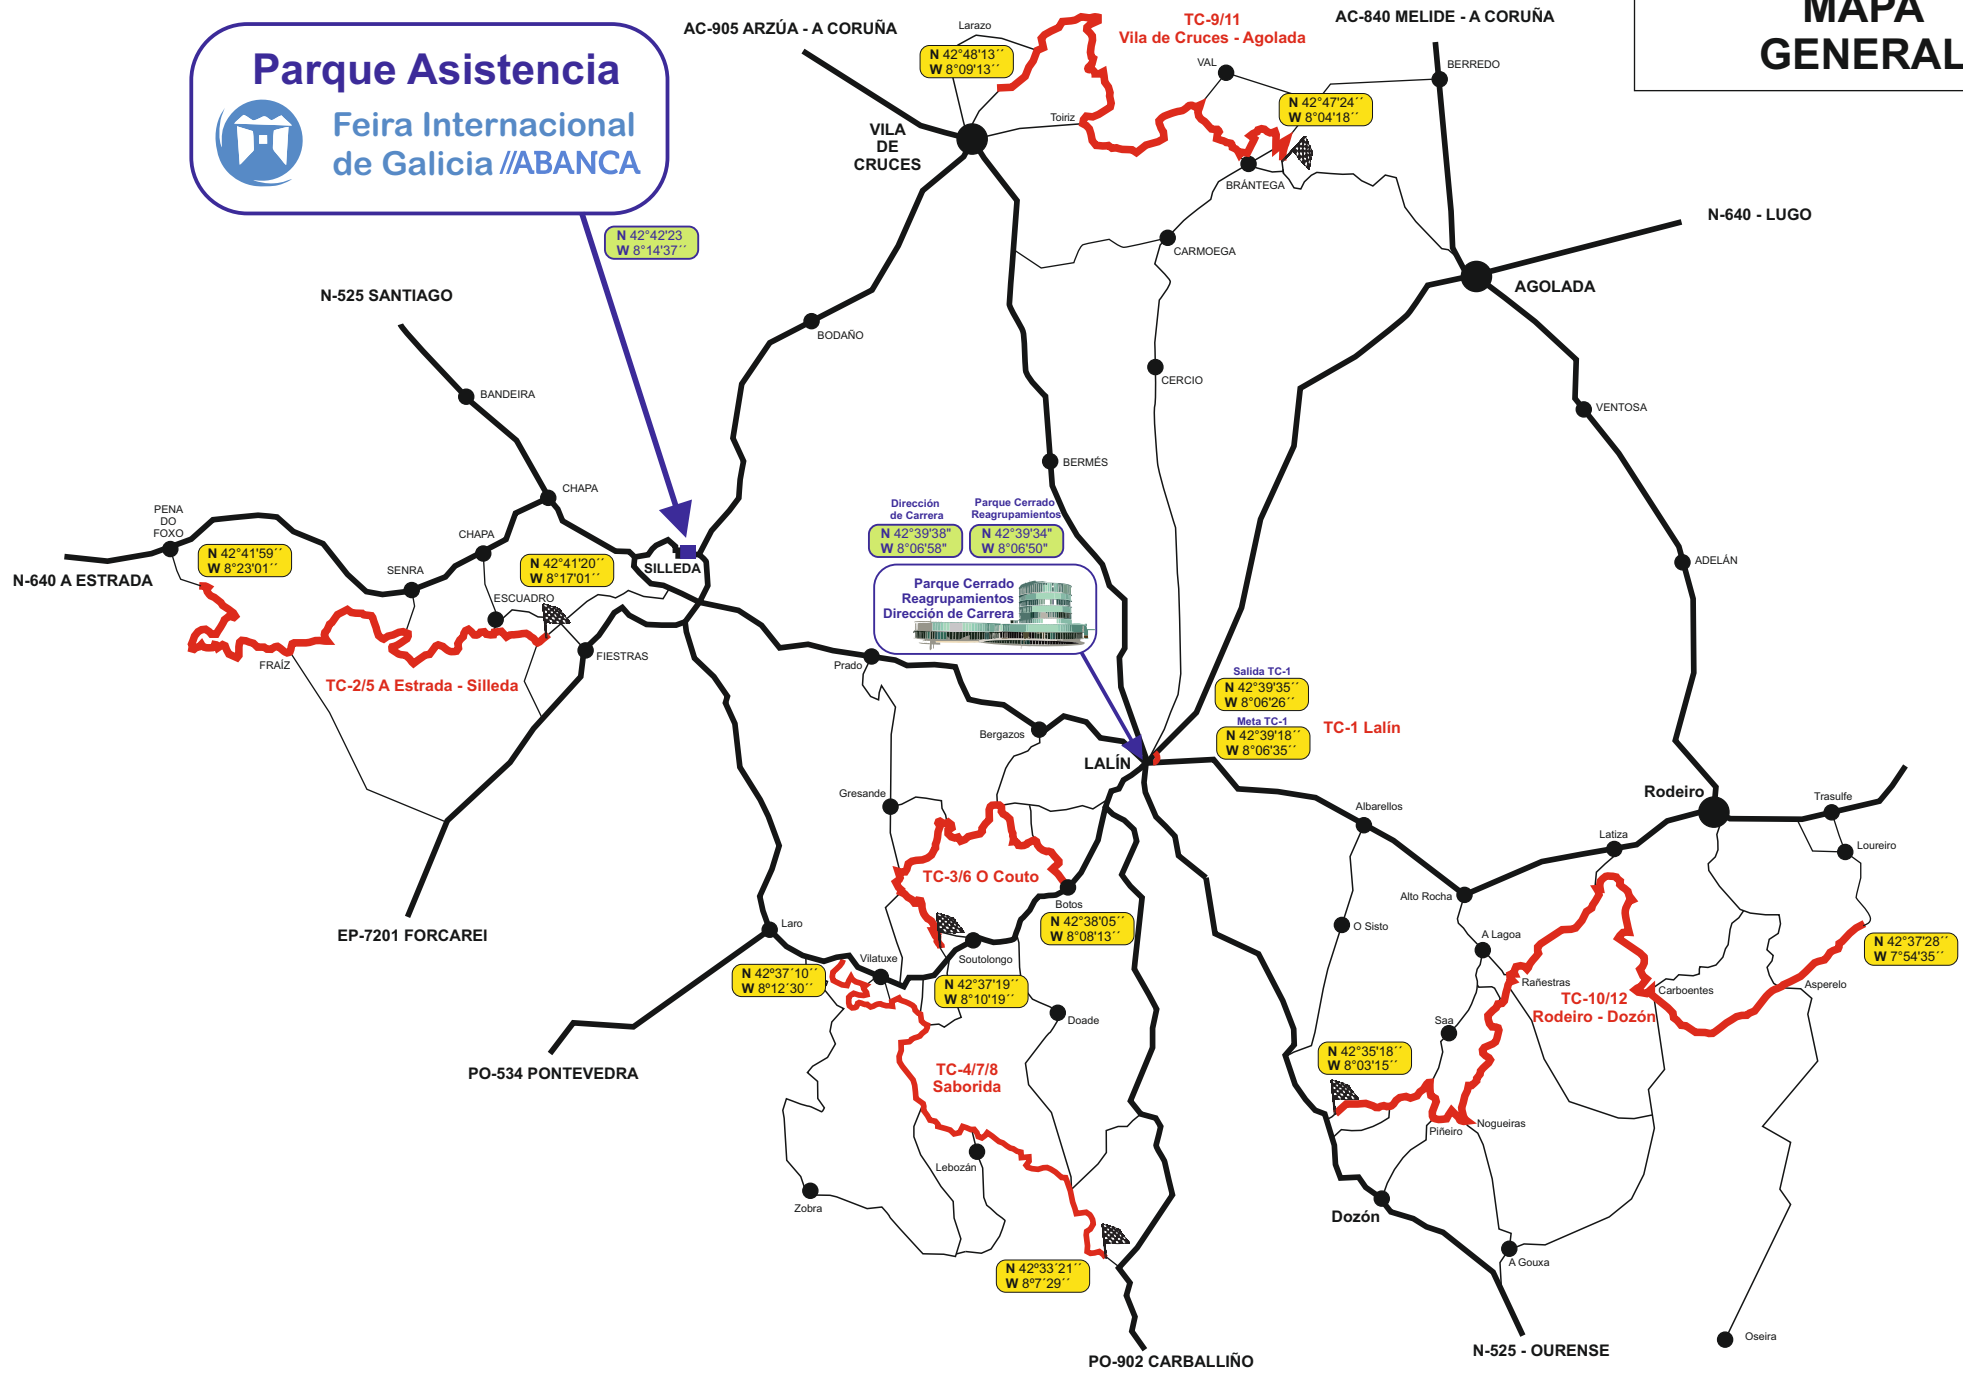 MAPA
GENERAL
Parque Asistencia
Feira Internacional
de Galicia //ABANCA
N 42°42'23
W 8°14'37´´
AC-905 ARZÚA - A CORUÑA
Larazo
N 42°48'13´´
W 8°09'13´´
TC-9/11
Vila de Cruces - Agolada
AC-840 MELIDE - A CORUÑA
VAL
BERREDO
N 42°47'24´´
W 8°04'18´´
Toiriz
VILA
DE
CRUCES
BRÁNTEGA
N-640 - LUGO
CARMOEGA
AGOLADA
N-525 SANTIAGO
BODAÑO
CERCIO
BANDEIRA
VENTOSA
BERMÉS
CHAPA
PENA
DO
FOXO
CHAPA
N 42°41'59´´
W 8°23'01´´
N 42°41'20´´
W 8°17'01´´
SILLEDA
N-640 A ESTRADA
SENRA
ESCUADRO
FIESTRAS
FRAÍZ
TC-2/5 A Estrada - Silleda
Dirección
de Carrera
N 42°39'38"
W 8°06'58"
Parque Cerrado
Reagrupamientos
N 42°39'34"
W 8°06'50"
Parque Cerrado
Reagrupamientos
Dirección de Carrera
ADELÁN
Prado
Salida TC-1
N 42°39'35´´
W 8°06'26´´
Meta TC-1
N 42°39'18´´
W 8°06'35´´
TC-1 Lalín
Bergazos
LALÍN
Gresande
Albarellos
Rodeiro
Trasulfe
Latiza
Loureiro
TC-3/6 O Couto
Botos
N 42°38'05´´
W 8°08'13´´
Alto Rocha
EP-7201 FORCAREI
Laro
O Sisto
A Lagoa
N 42°37'28´´
W 7°54'35´´
Vilatuxe
Soutolongo
N 42º37´10´´
W 8º12´30´´
N 42°37'19´´
W 8°10'19´´
Rañestras
Carboentes
Asperelo
TC-10/12
Rodeiro - Dozón
Doade
Saa
N 42°35'18´´
W 8°03'15´´
PO-534 PONTEVEDRA
TC-4/7/8
Saborida
Piñeiro
Nogueiras
Lebozán
Zobra
Dozón
A Gouxa
N 42º33´21´´
W 8º7´29´´
PO-902 CARBALLIÑO
N-525 - OURENSE
Oseira